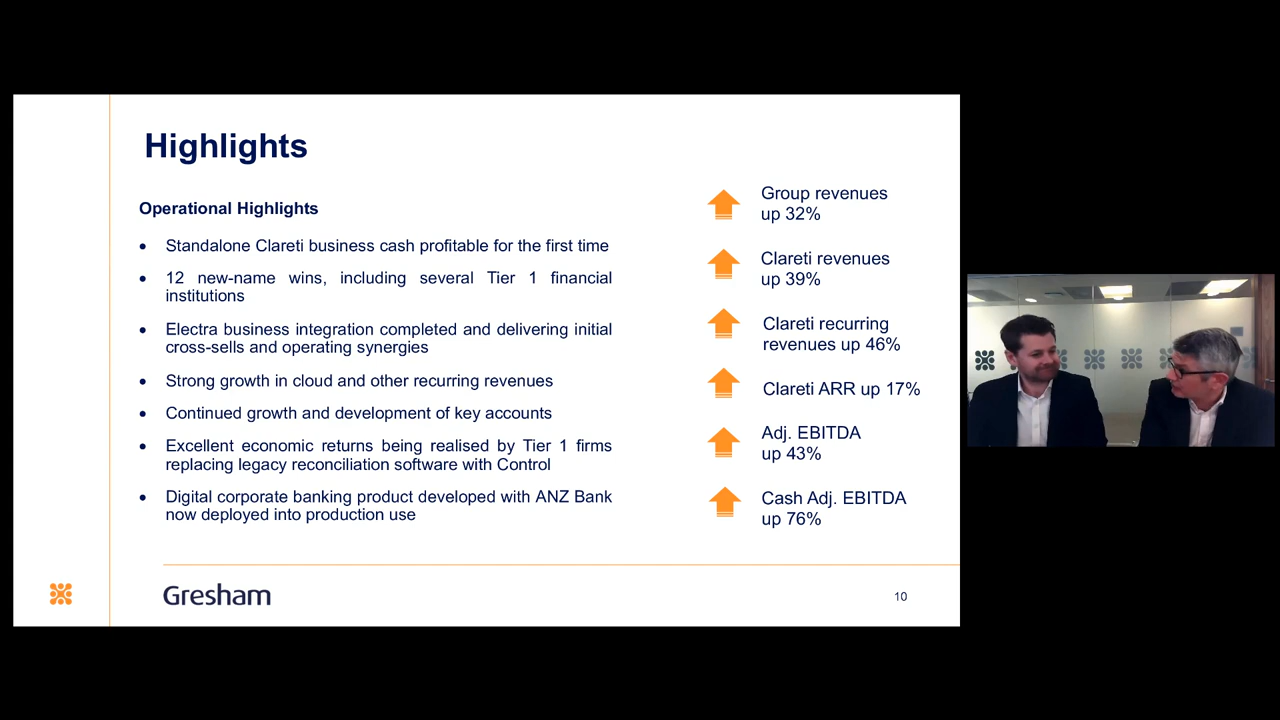 Highlights
Operational Highlights
• Standalone Clareti business cash profitable for the first time
• 12 new-name wins, including several Tier 1 financial
institutions
• Electra business integration completed and delivering initial
cross-sells and operating synergies
• Strong growth in cloud and other recurring revenues
• Continued growth and development of key accounts
• Excellent economic returns being realised by Tier 1 firms
replacing legacy reconciliation software with Control
• Digital corporate banking product developed with ANZ Bank
now deployed into production use
Group revenues
up 32%
Clareti revenues
up 39%
Clareti recurring
revenues up 46%
Clareti ARR up 17%
Adj. EBITDA
up 43%
Cash Adj. EBITDA
up 76%
Gresham
10